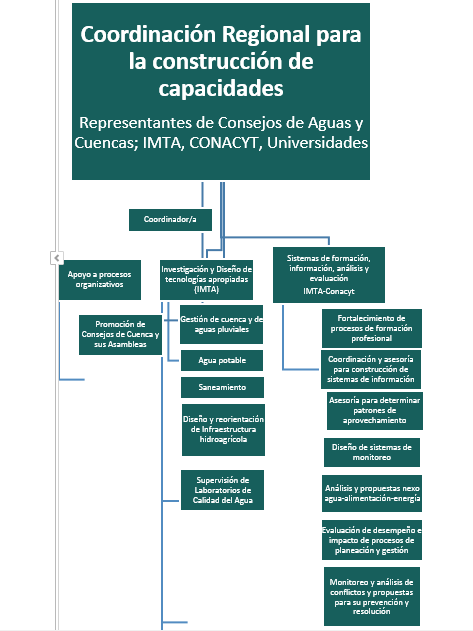 Coordinación Regional para
la construcción de
capacidades
Representantes de Consejos de Aguas y
Cuencas; IMTA, CONACYT, Universidades
Coordinador/a
Apoyo a procesos
organizativos
Promoción de
Consejos de Cuenca y
sus Asambleas
Investigación y Diseño de
tecnologías apropiadas
(IMTA)
Gestión de cuenca y de
aguas pluviales
Agua potable
Saneamiento
Diseño y reorientación
de Infraestructura
hidroagrícola
Supervisión de
Laboratorios de
Calidad del Agua
Sistemas de formación,
información, análisis y
evaluación
IMTA-Conacyt
Fortalecimiento de
procesos de formación
profesional
Coordinación y asesoría
para construcción de
sistemas de información
Asesoría para determinar
patrones de
aprovechamiento
Diseño de sistemas de
monitoreo
Análisis y propuestas nexo
agua-alimentación-energía
Evaluación de desempeño e
impacto de procesos de
planeación y gestión
Monitoreo y análisis de
conflictos y propuestas
para su prevención y
resolución